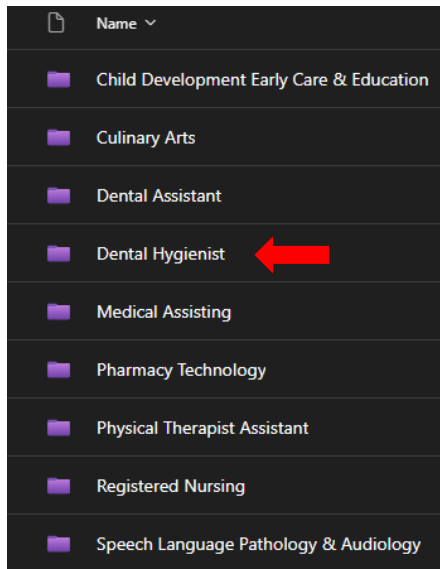 Name
Child Development Early Care & Education
Culinary Arts
Dental Assistant
Dental Hygienist
Medical Assisting
Pharmacy Technology
Physical Therapist Assistant
Registered Nursing
Speech Language Pathology & Audiology